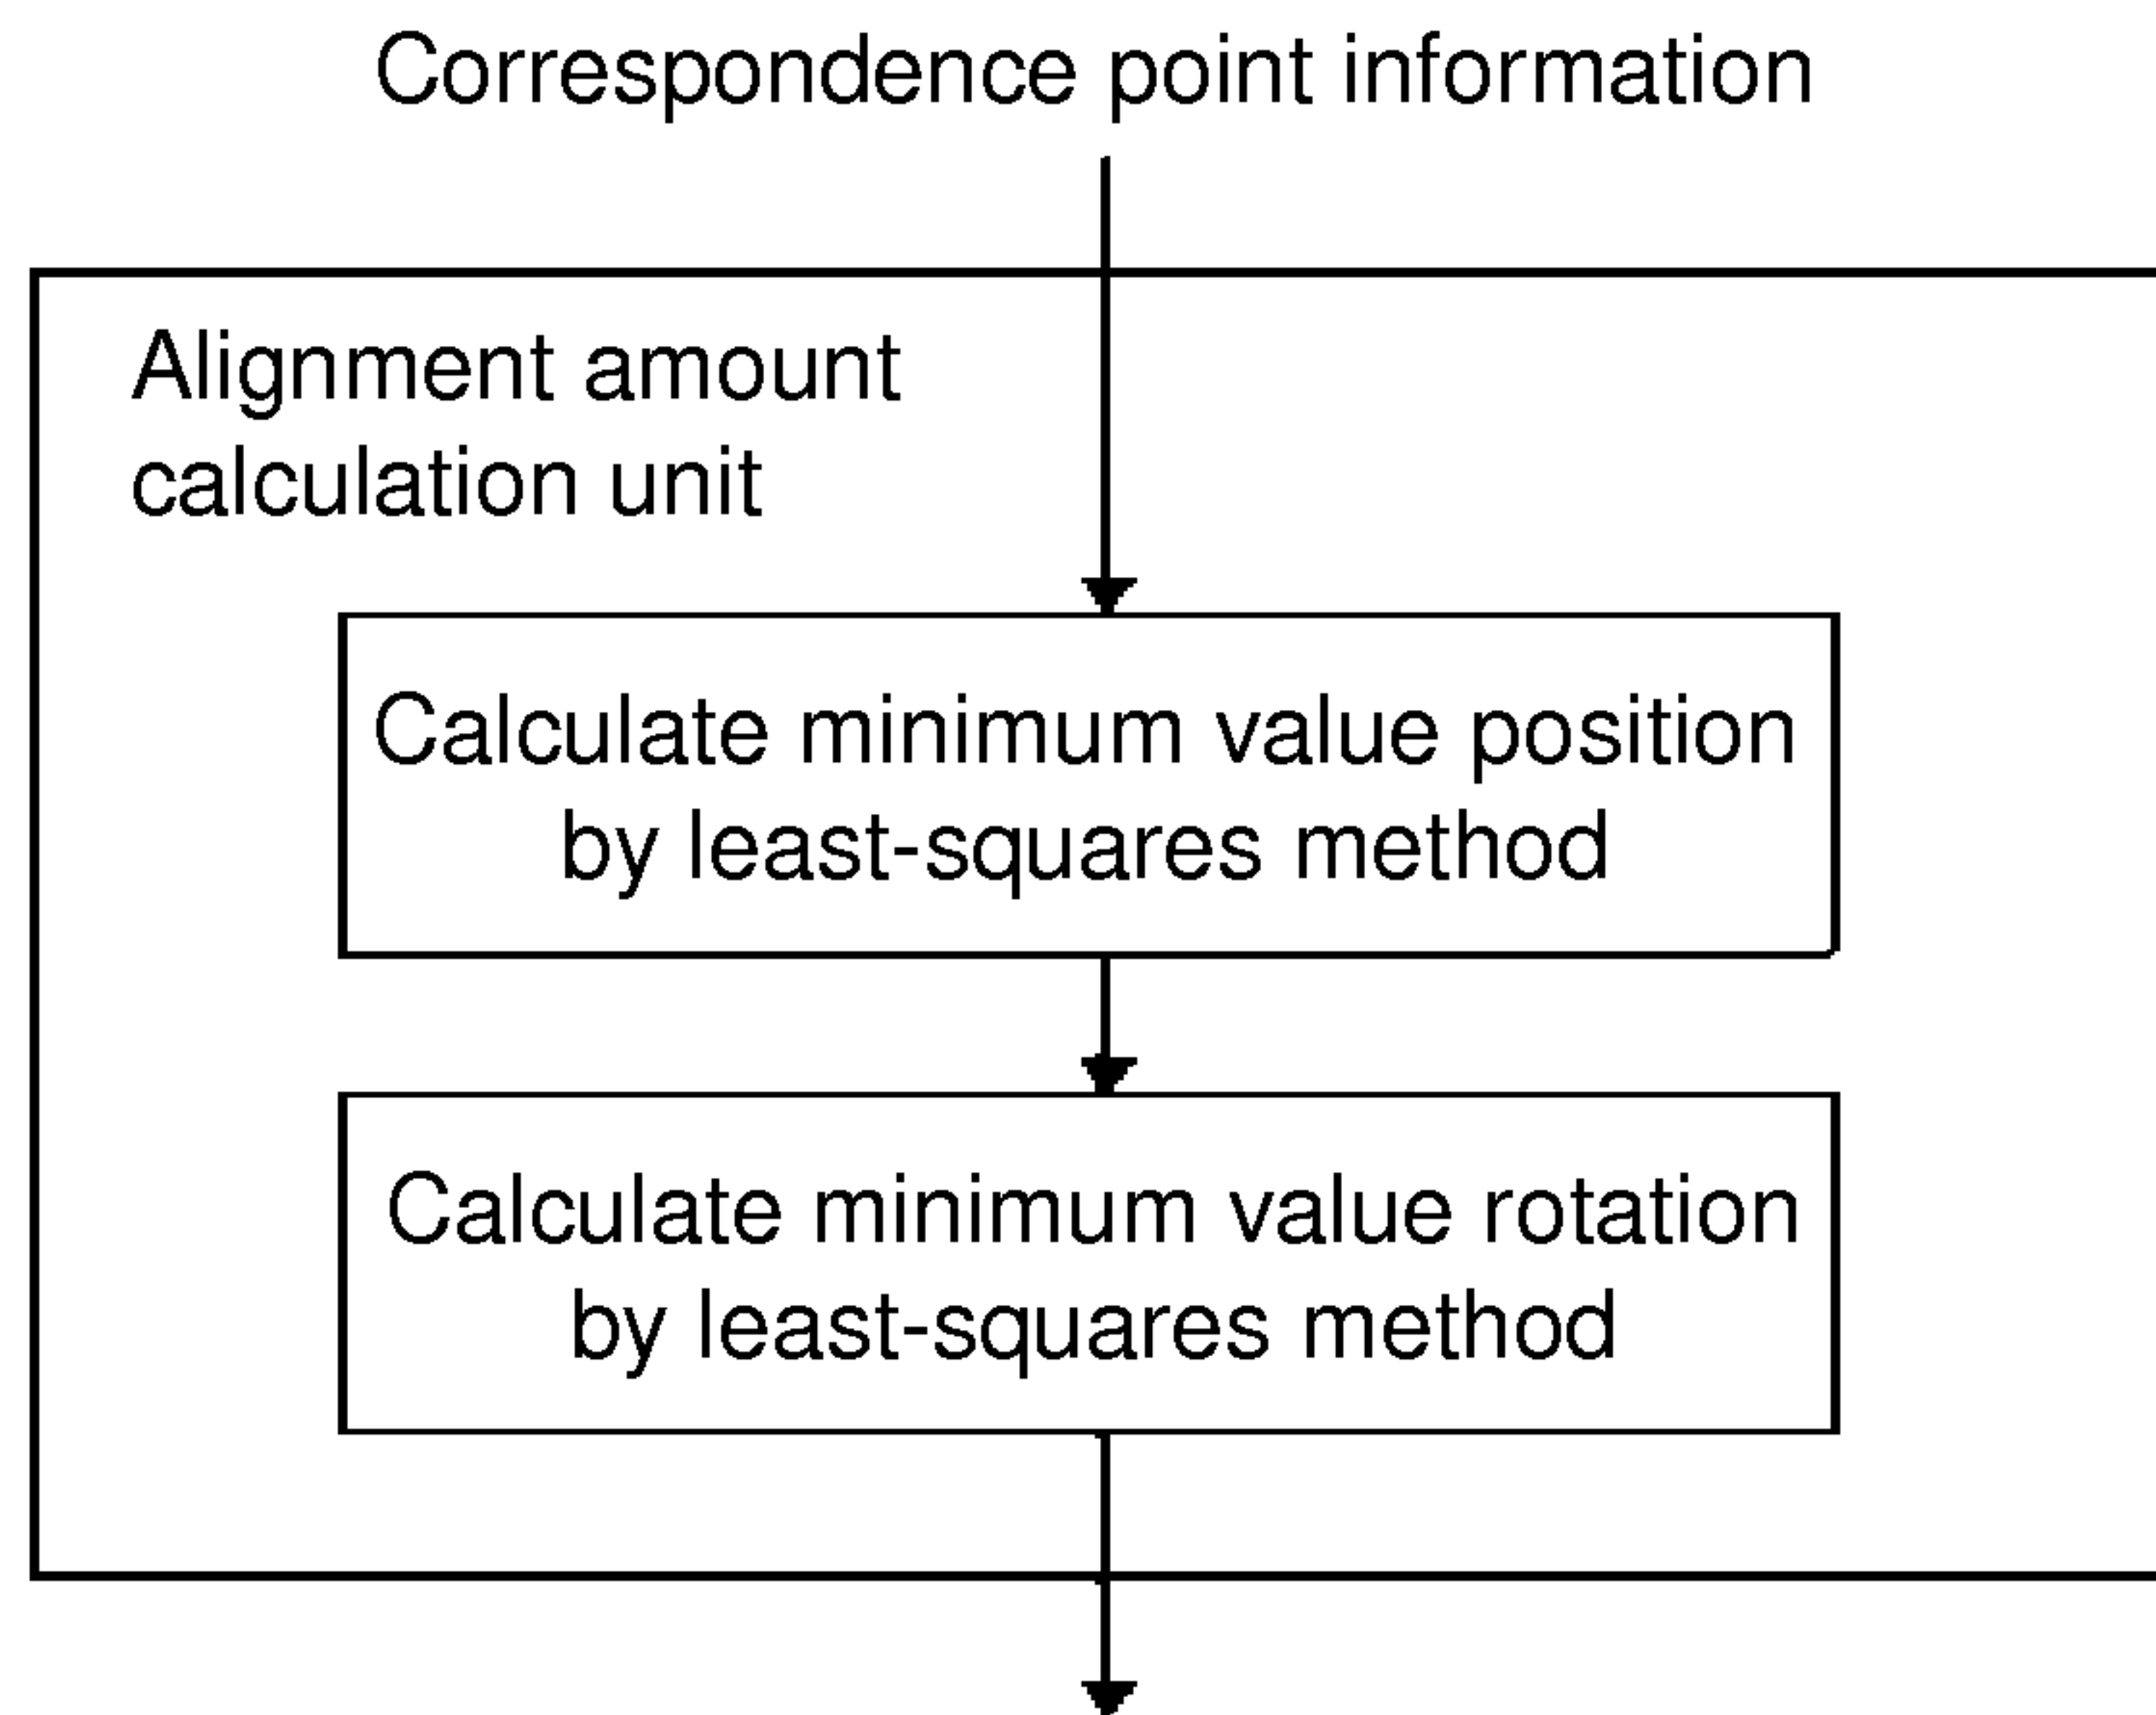 Correspondence point information
Alignment amount
calculation unit
Calculate minimum value position
by least-squares method
Calculate minimum value rotation
by least-squares method